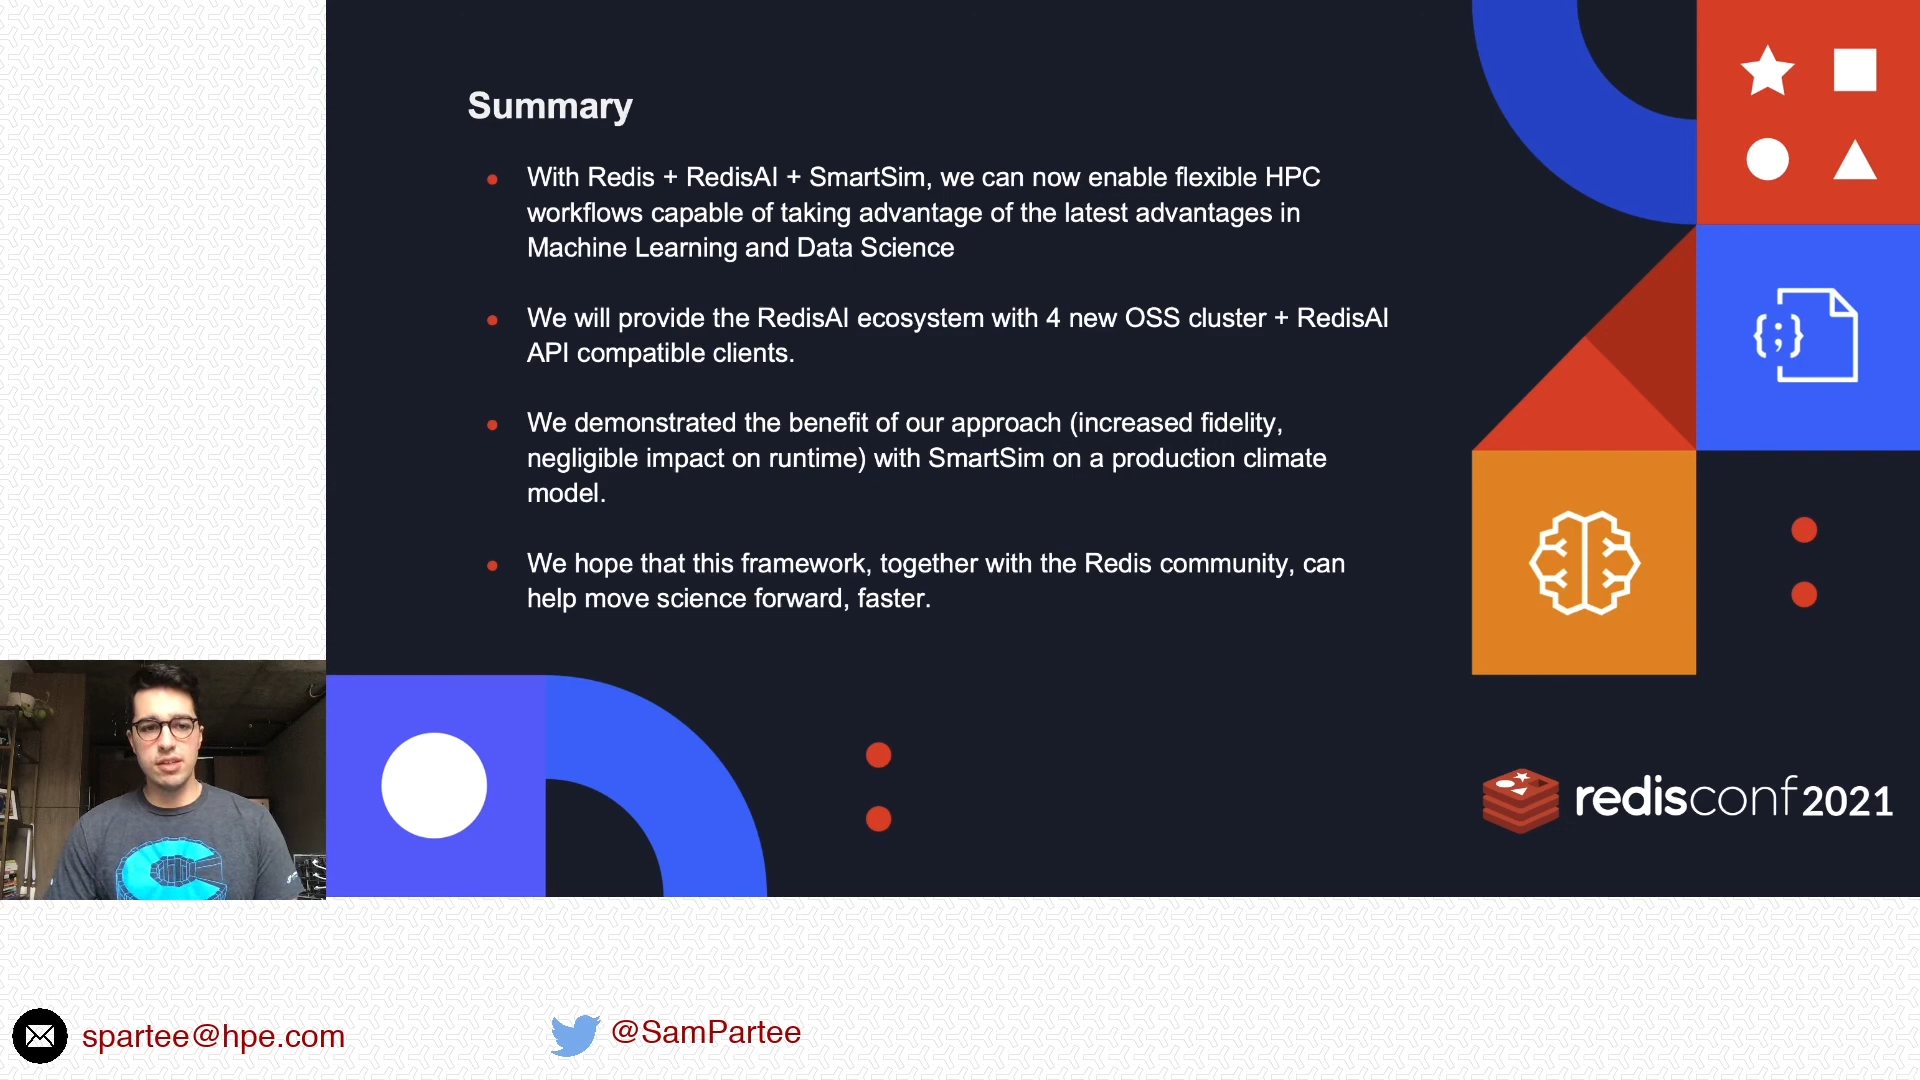 Summary
With Redis + RedisAI + SmartSim, we can now enable flexible HPC
workflows capable of taking advantage of the latest advantages in
Machine Learning and Data Science
We will provide the RedisAI ecosystem with 4 new OSS cluster + RedisAI
API compatible clients.
We demonstrated the benefit of our approach (increased fidelity,
negligible impact on runtime) with SmartSim on a production climate
model.
We hope that this framework, together with the Redis community, can
help move science forward, faster.
{;}
redisconf2021
spartee@hpe.com
@SamPartee